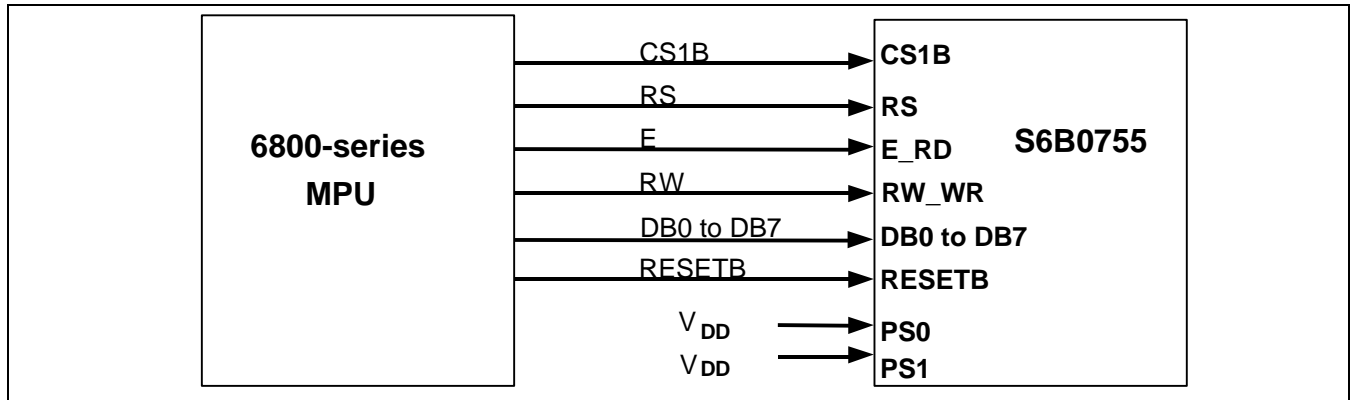 6800-series
MPU
CS1B
RS
E
RW
DB0 to DB7
RESETB
VDD
VDD
CS1B
RS
E_RD
RW_WR
DB0 to DB7
RESETB
PS0
PS1
S6B0755